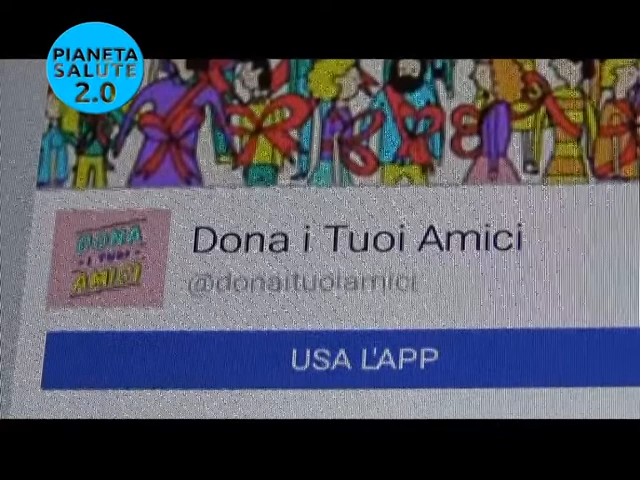 PIANETA
SALUTE
2.0
DONA
I TUOI
AMICI
Dona i Tuoi Amici
@donaituoiamici
USA L'APP